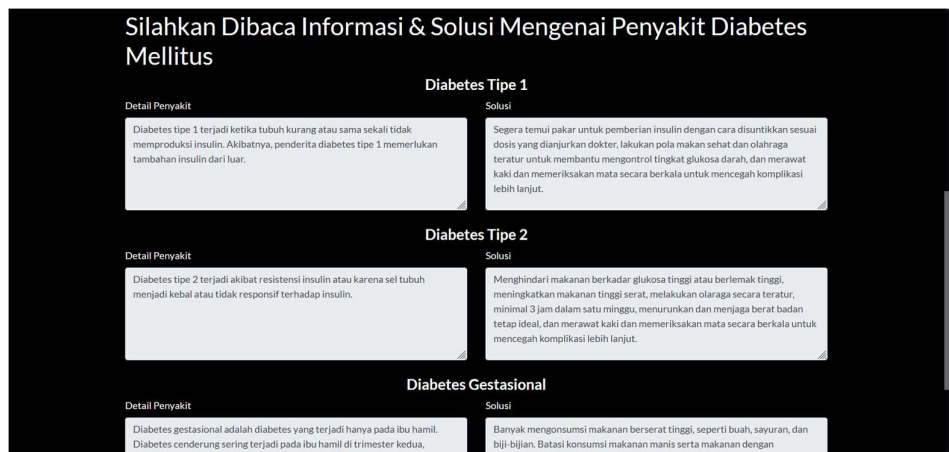 Silahkan Dibaca Informasi & Solusi Mengenai Penyakit Diabetes
Mellitus
Diabetes Tipe 1
Detail Penyakit
Diabetes tipe 1 terjadi ketika tubuh kurang atau sama sekali tidak
memproduksi insulin. Akibatnya, penderita diabetes tipe 1 memerlukan
tambahan insulin dari luar.
Solusi
Segera temui pakar untuk pemberian insulin dengan cara disuntikkan sesuai
dosis yang dianjurkan dokter, lakukan pola makan sehat dan olahraga
teratur untuk membantu mengontrol tingkat glukosa darah, dan merawat
kaki dan memeriksakan mata secara berkala untuk mencegah komplikasi
lebih lanjut.
Diabetes Tipe 2
Detail Penyakit
Diabetes tipe 2 terjadi akibat resistensi insulin atau karena sel tubuh
menjadi kebal atau tidak responsif terhadap insulin.
Solusi
Menghindari makanan berkadar glukosa tinggi atau berlemak tinggi,
meningkatkan makanan tinggi serat, melakukan olaraga secara teratur,
minimal 3 jam dalam satu minggu, menurunkan dan menjaga berat badan
tetap ideal, dan merawat kaki dan memeriksakan mata secara berkala untuk
mencegah komplikasi lebih lanjut.
Diabetes Gestasional
Detail Penyakit
Diabetes gestasional adalah diabetes yang terjadi hanya pada ibu hamil.
Diabetes cenderung sering terjadi pada ibu hamil di trimester kedua,
Solusi
Banyak mengonsumsi makanan berserat tinggi, seperti buah, sayuran, dan
biji-bijian. Batasi konsumsi makanan manis serta makanan dengan